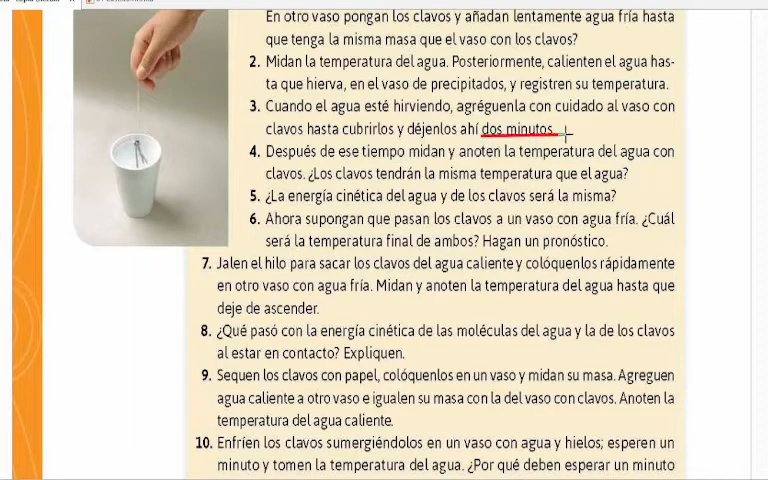 En otro vaso pongan los clavos y añadan lentamente agua fría hasta
que tenga la misma masa que el vaso con los clavos?
2. Midan la temperatura del agua. Posteriormente, calienten el agua has-
ta que hierva, en el vaso de precipitados, y registren su temperatura.
3. Cuando el agua esté hirviendo, agréguenla con cuidado al vaso con
clavos hasta cubrirlos y déjenlos ahí dos minutos.
4. Después de ese tiempo midan y anoten la temperatura del agua con
clavos. ¿Los clavos tendrán la misma temperatura que el agua?
5. ¿La energía cinética del agua y de los clavos será la misma?
6. Ahora supongan que pasan los clavos a un vaso con agua fría. ¿Cuál
será la temperatura final de ambos? Hagan un pronóstico.
7. Jalen el hilo para sacar los clavos del agua caliente y colóquenlos rápidamente
en otro vaso con agua fría. Midan y anoten la temperatura del agua hasta que
deje de ascender.
8. ¿Qué pasó con la energía cinética de las moléculas del agua y la de los clavos
al estar en contacto? Expliquen.
9. Sequen los clavos con papel, colóquenlos en un vaso y midan su masa. Agreguen
agua caliente a otro vaso e igualen su masa con la del vaso con clavos. Anoten la
temperatura del agua caliente.
10. Enfríen los clavos sumergiéndolos en un vaso con agua y hielos; esperen un
minuto y tomen la temperatura del agua. ¿Por qué deben esperar un minuto